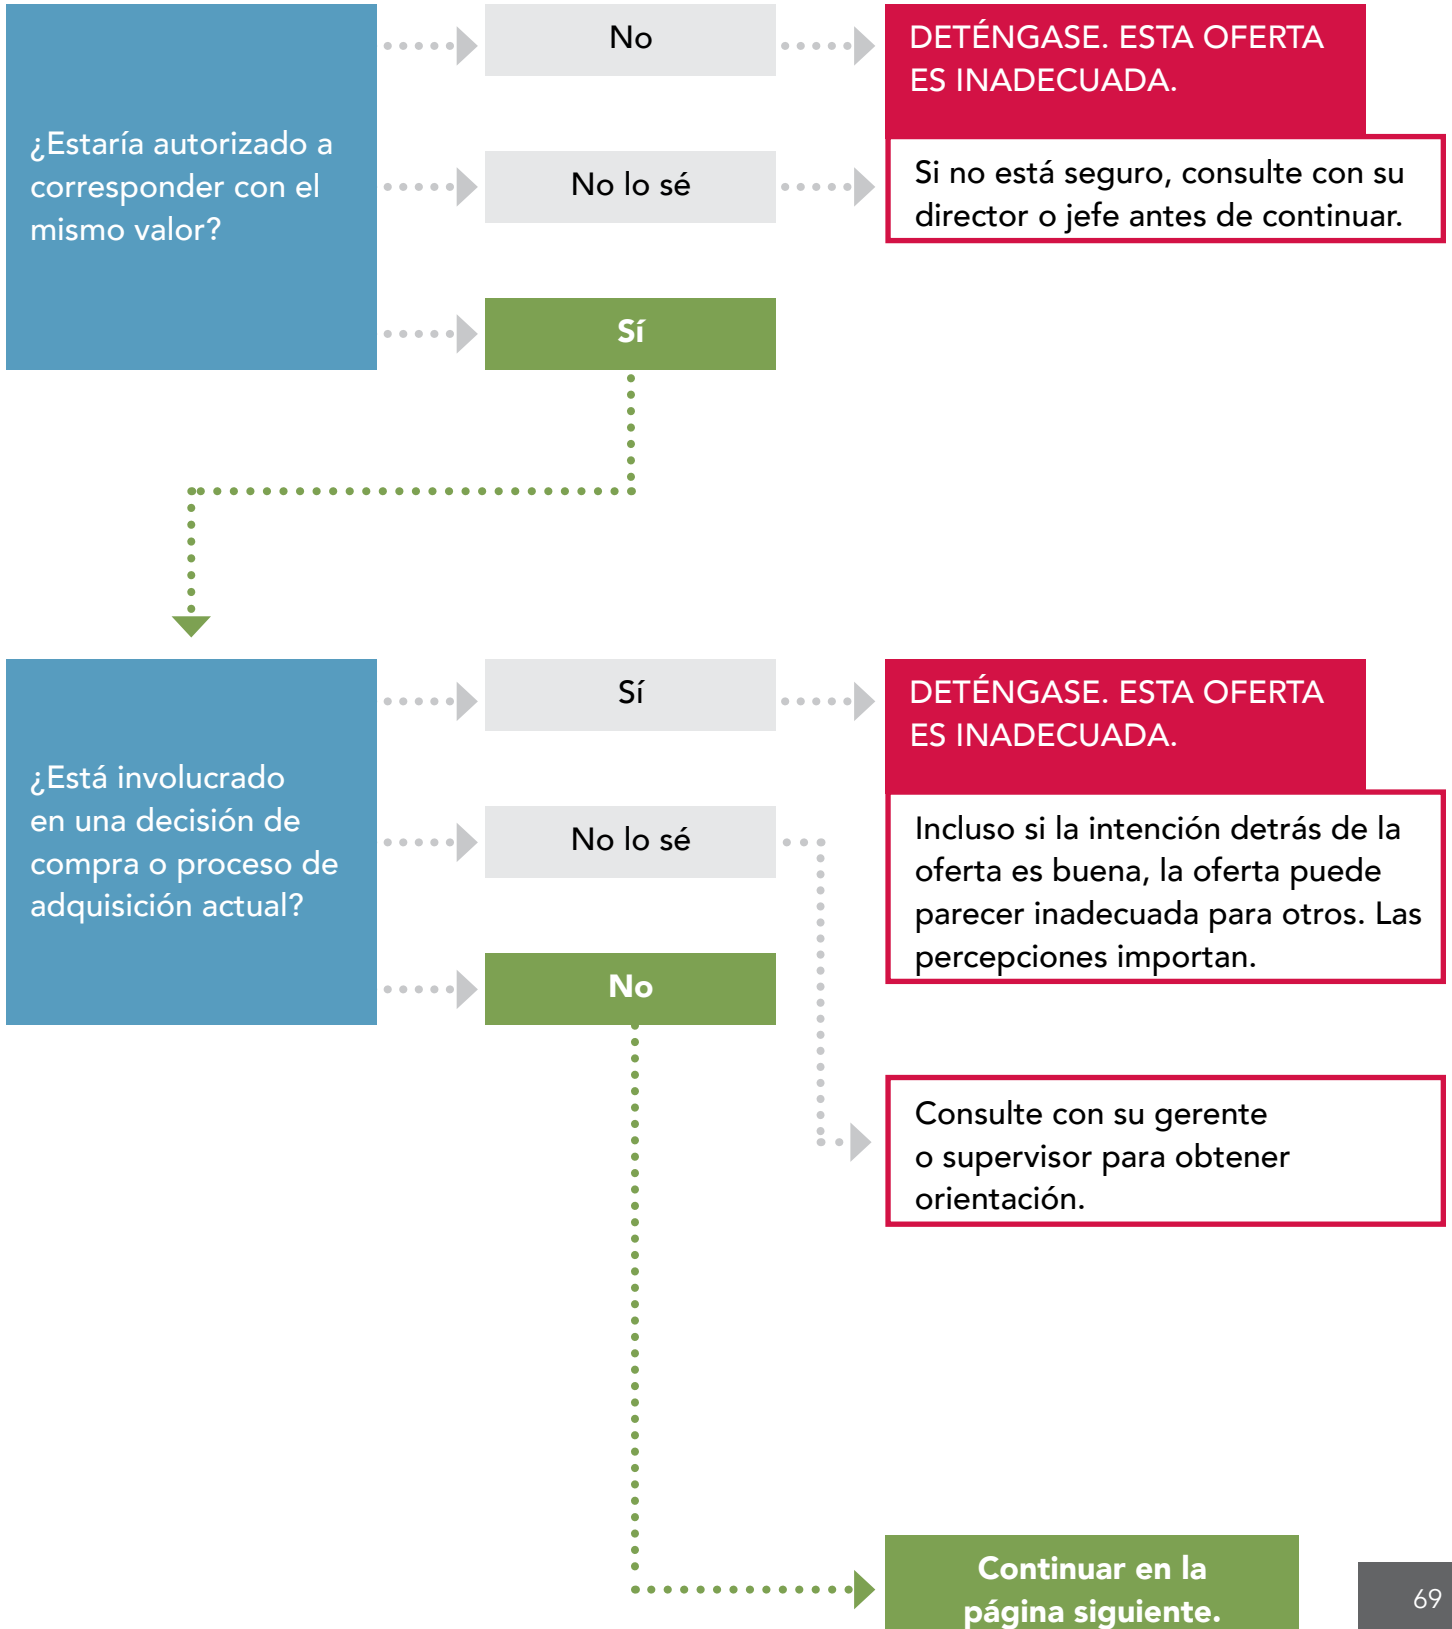 ¿Estaría autorizado a
corresponder con el
mismo valor?
No
DETÉNGASE. ESTA OFERTA
ES INADECUADA.
No lo sé
Si no está seguro, consulte con su
director o jefe antes de continuar.
Sí
¿Está involucrado
en una decisión de
compra o proceso de
adquisición actual?
Sí
DETÉNGASE. ESTA OFERTA
ES INADECUADA.
Incluso si la intención detrás de la
oferta es buena, la oferta puede
parecer inadecuada para otros. Las
percepciones importan.
No lo sé
Consulte con su gerente
o supervisor para obtener
orientación.
No
Continuar en la
página siguiente.
69